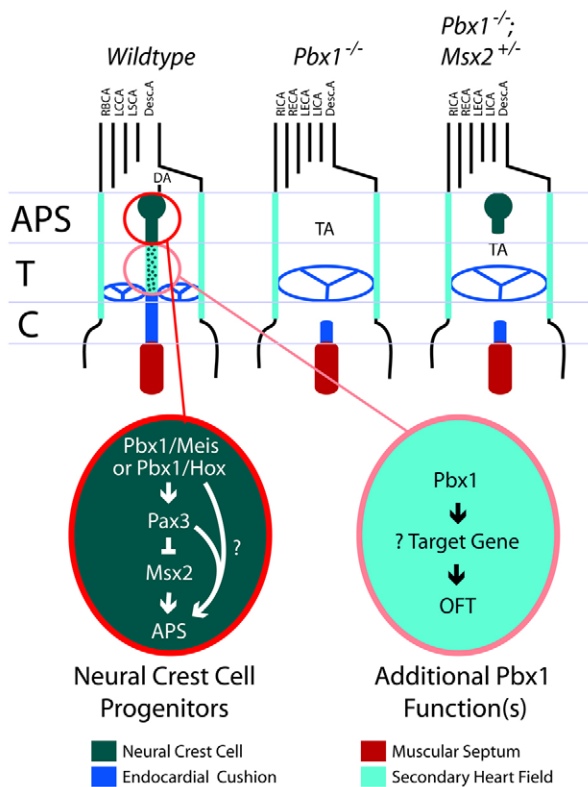 Wildtype
Pbx1-/-
Pbx1-/-;
Msx2+/-
RBCA
LCCA
LSCA
Desc.A
RICA
RECA
LECA
LICA
Desc.A
RICA
RECA
LECA
LICA
Desc.A
DA
APS
TA
TA
T
C
Pbx1/Meis
or Pbx1/Hox
Pax3
?
Msx2
APS
Pbx1
? Target Gene
OFT
Neural Crest Cell
Progenitors
Additional Pbx1
Function(s)
Neural Crest Cell
Muscular Septum
Endocardial Cushion
Secondary Heart Field